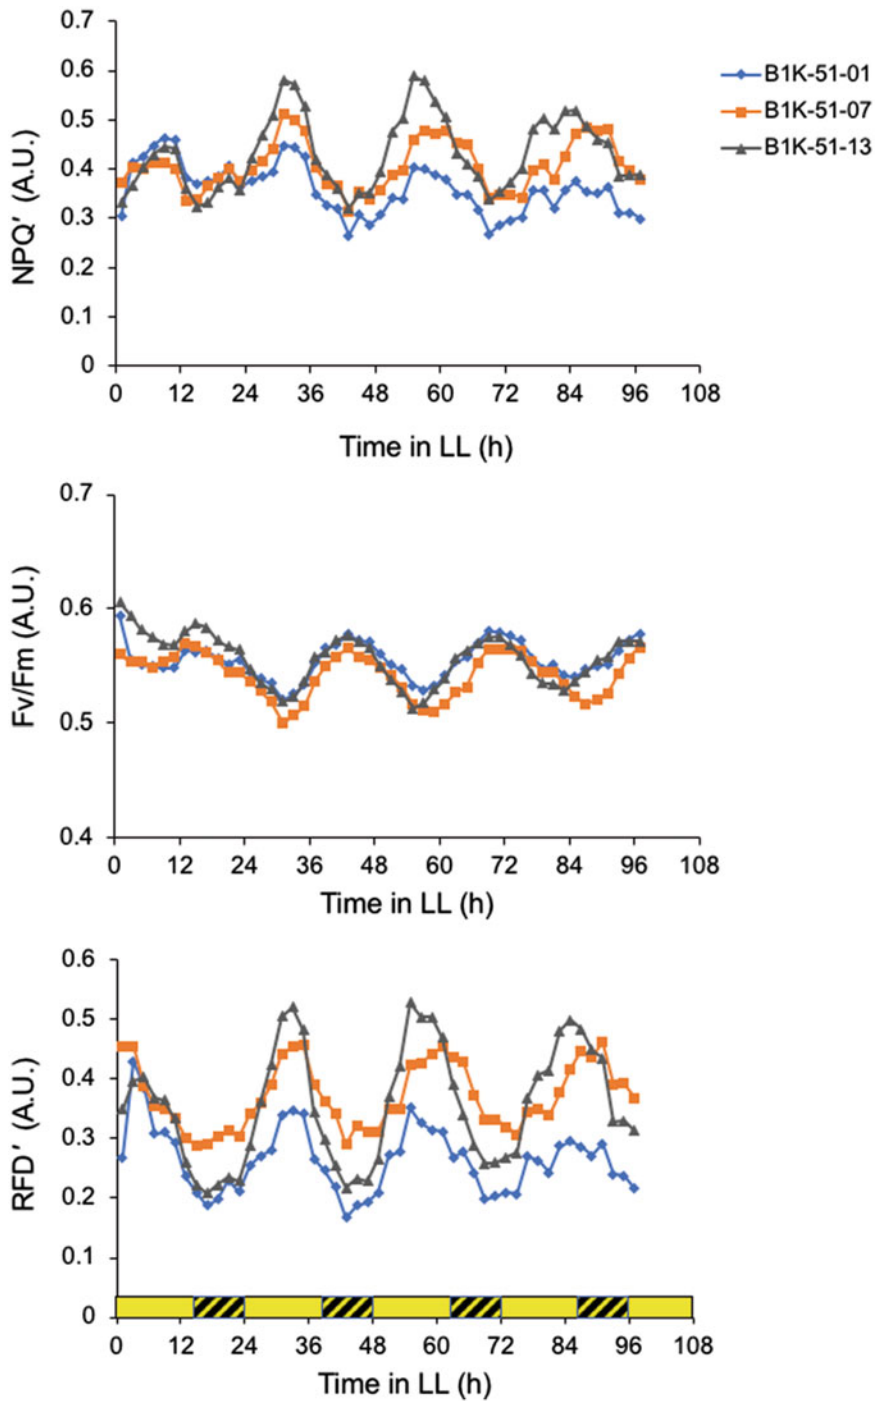 0.7
0.6
0.5
0.4
0.3
0.2
0.1
0
NPQ′ (A.U.)
0 12 24 36 48 60 72 84 96 108
Time in LL (h)
B1K-51-01
B1K-51-07
B1K-51-13
0.7
0.6
0.5
0.4
Fv/Fm (A.U.)
0 12 24 36 48 60 72 84 96 108
Time in LL (h)
0.6
0.5
0.4
0.3
0.2
0.1
0
RFD′ (A.U.)
0 12 24 36 48 60 72 84 96 108
Time in LL (h)